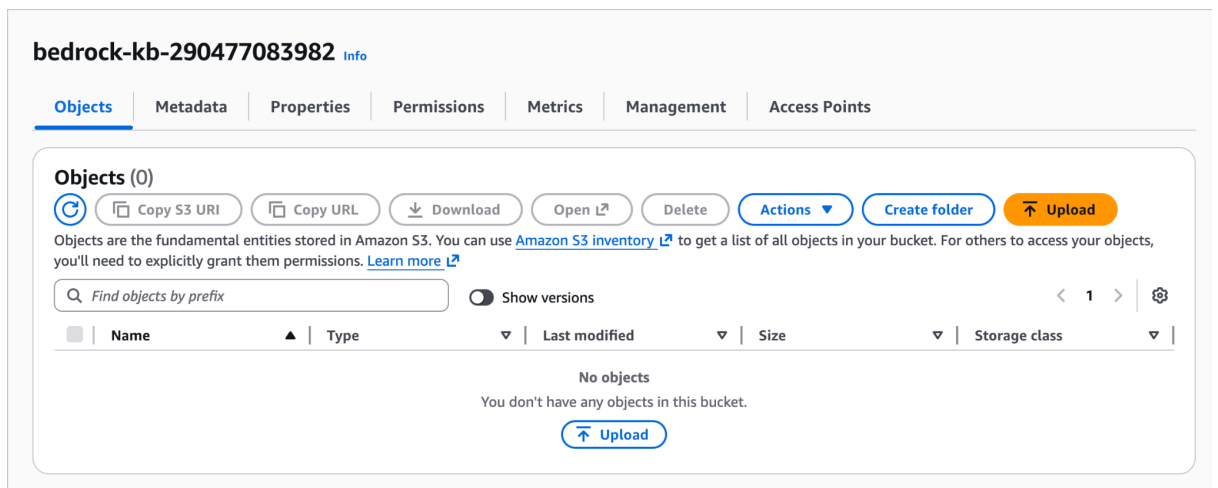 bedrock-kb-290477083982 Info
Objects Metadata Properties Permissions Metrics Management Access Points
Objects (0)
Copy S3 URI Copy URL Download Open Delete Actions Create folder Upload
Objects are the fundamental entities stored in Amazon S3. You can use Amazon S3 inventory to get a list of all objects in your bucket. For others to access your objects,
you'll need to explicitly grant them permissions. Learn more
Find objects by prefix Show versions 1
Name Type Last modified Size Storage class
No objects
You don't have any objects in this bucket.
Upload